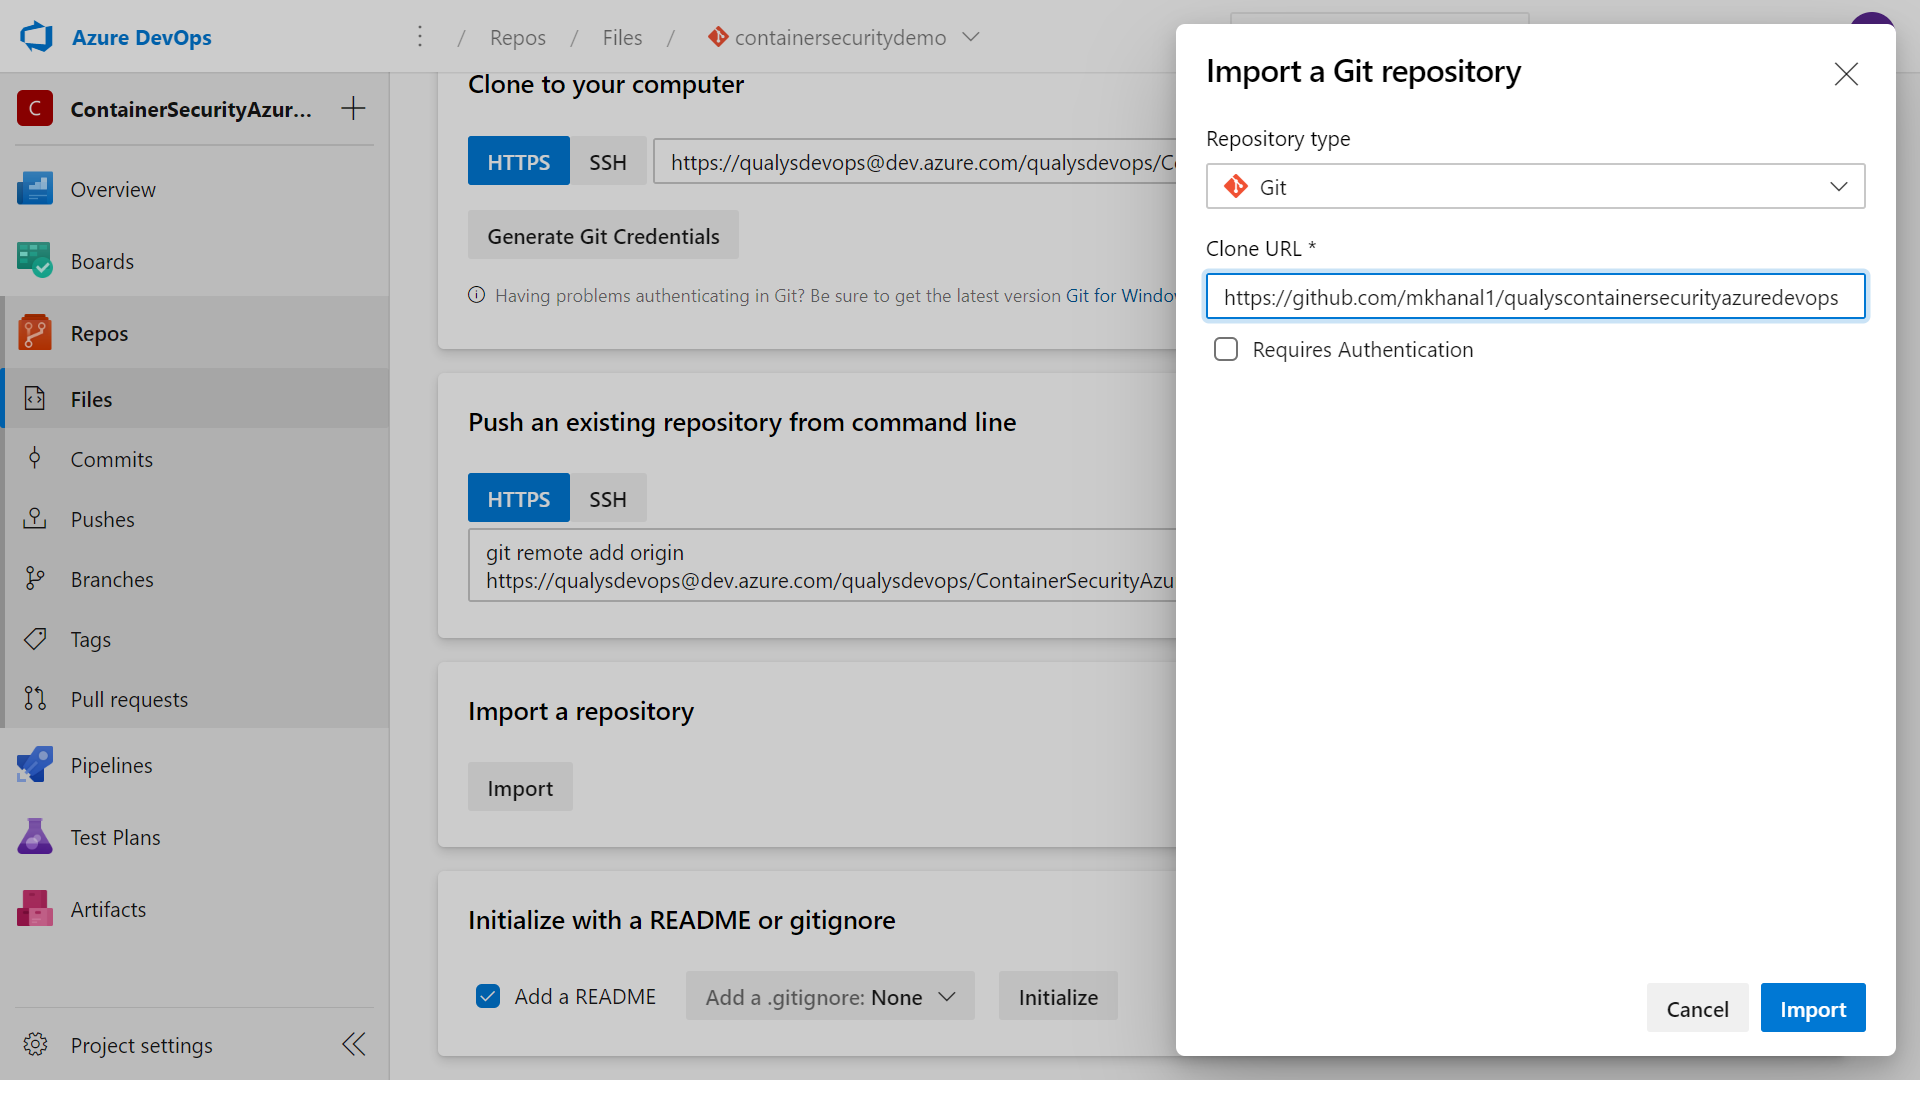 Azure DevOps
/ Repos / Files / containersecuritydemo
C ContainerSecurityAzur...
Overview
Boards
Repos
Files
Commits
Pushes
Branches
Tags
Pull requests
Pipelines
Test Plans
Artifacts
Project settings
Clone to your computer
HTTPS SSH https://qualysdevops@dev.azure.com/qualysdevops/C
Generate Git Credentials
Having problems authenticating in Git? Be sure to get the latest version Git for Windo
Push an existing repository from command line
HTTPS SSH
git remote add origin
https://qualysdevops@dev.azure.com/qualysdevops/ContainerSecurityAzu
Import a repository
Import
Initialize with a README or gitignore
Add a README Add a .gitignore: None Initialize
Import a Git repository
Repository type
Git
Clone URL *
https://github.com/mkhanal1/qualyscontainersecurityazuredevops
Requires Authentication
Cancel Import